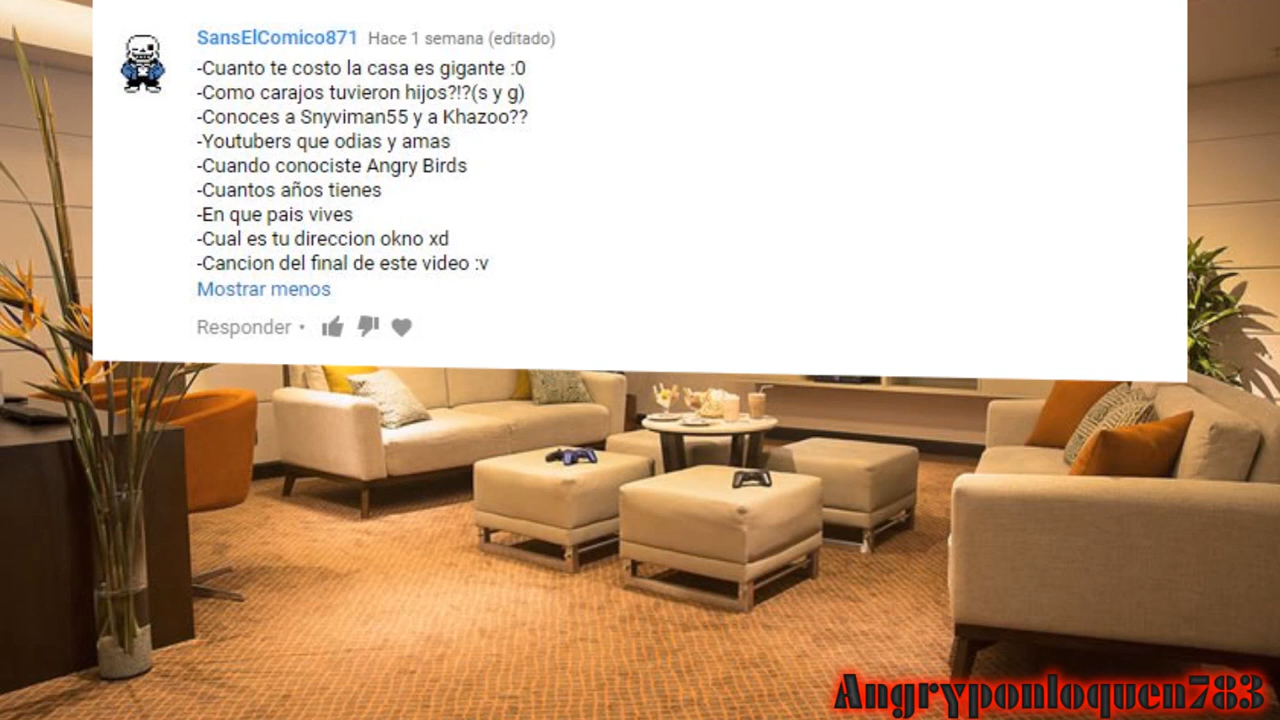 SansElComico871 Hace 1 semana (editado)
-Cuanto te costo la casa es gigante :0
-Como carajos tuvieron hijos?!?(s y g)
-Conoces a Snyviman55 y a Khazoo??
-Youtubers que odias y amas
-Cuando conociste Angry Birds
-Cuantos años tienes
-En que pais vives
-Cual es tu direccion okno xd
-Cancion del final de este video :v
Mostrar menos
Responder •
Angryponloquen783